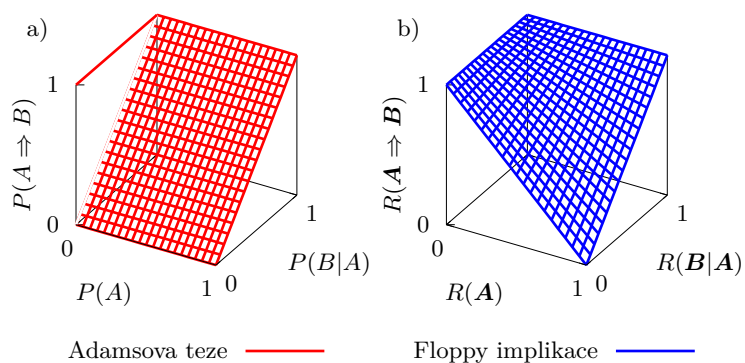 a)
P(A ⇒ B)
1
0
0
P(A)
1
0
P(B|A)
1
b)
R(A ⇒ B)
1
0
0
R(A)
1
0
R(B|A)
1
Adamsova teze
Floppy implikace